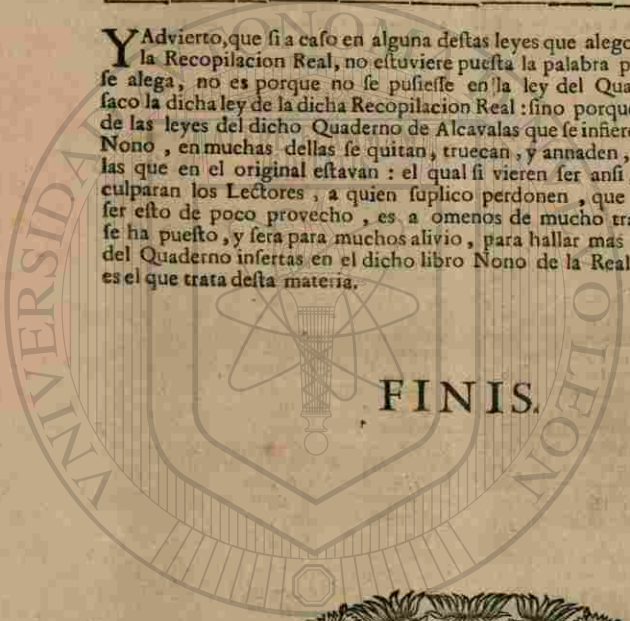 Y Advierto,que ſi a caſo en alguna deſtas leyes que alego
la Recopilacion Real, no eſtuviere pueſta la palabra p
ſe alega, no es porque no ſe puſieſſe en la ley del Qua
ſaco la dicha ley de la dicha Recopilacion Real : ſino porque
de las leyes del dicho Quaderno de Alcavalas que ſe inſiere
Nono , en muchas dellas ſe quitan, truecan , y annaden ,
las que en el original eſtavan : el qual ſi vieren ſer anſi
culparan los Lectores , a quien ſuplico perdonen , que
ſer eſto de poco provecho , es a omenos de mucho tra
ſe ha pueſto , y ſera para muchos alivio , para hallar mas
del Quaderno inſertas en el dicho libro Nono de la Real
es el que trata deſta materia.
FINIS.